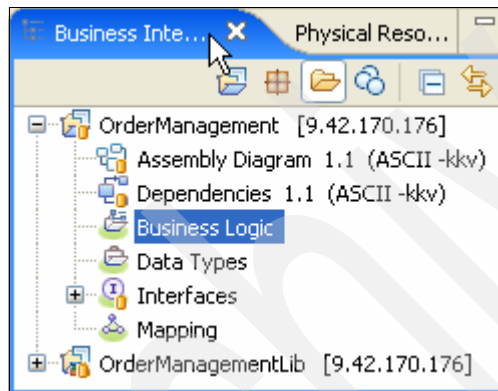 Business Inte... Physical Reso...
OrderManagement [9.42.170.176]
Assembly Diagram 1.1 (ASCII -kkv)
Dependencies 1.1 (ASCII -kkv)
Business Logic
Data Types
Interfaces
Mapping
OrderManagementLib [9.42.170.176]